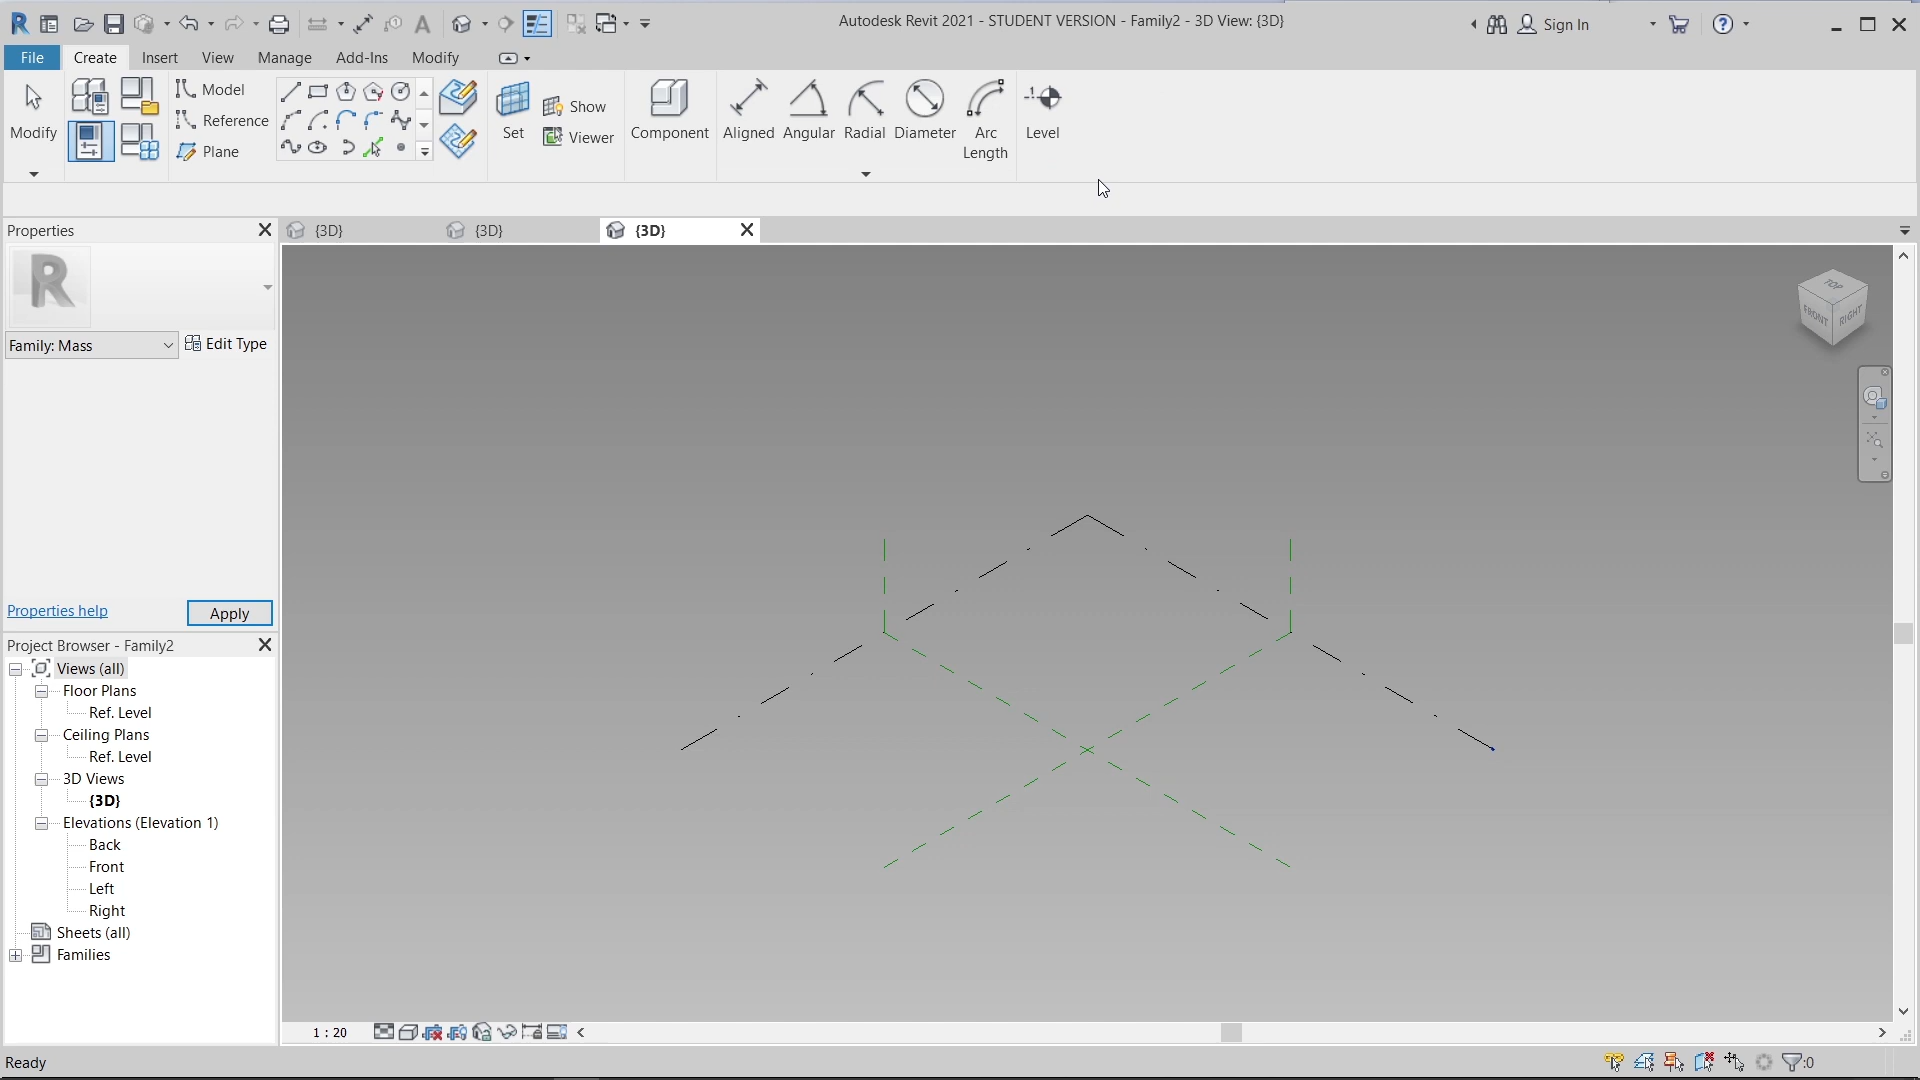 Autodesk Revit 2021 - STUDENT VERSION - Family2 - 3D View: {3D}
Sign In
File Create Insert View Manage Add-Ins Modify
Modify
Model
Reference
Plane
Set
Show
Viewer
Component
Aligned
Angular
Radial
Diameter
Arc
Length
Level
Properties
{3D}
{3D}
{3D}
Family: Mass
Edit Type
Properties help
Apply
Project Browser - Family2
Views (all)
Floor Plans
Ref. Level
Ceiling Plans
Ref. Level
3D Views
{3D}
Elevations (Elevation 1)
Back
Front
Left
Right
Sheets (all)
Families
TOP
FRONT
RIGHT
1 : 20
Ready
:0